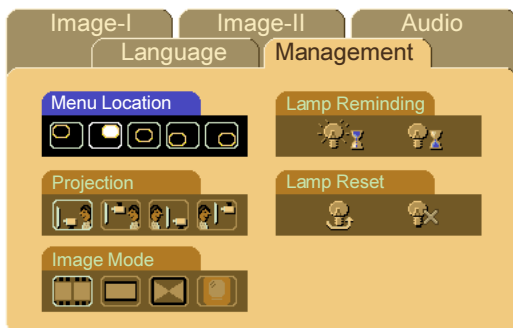 Image-I Image-II Audio
Language Management
Menu Location
Lamp Reminding
Projection
Lamp Reset
Image Mode